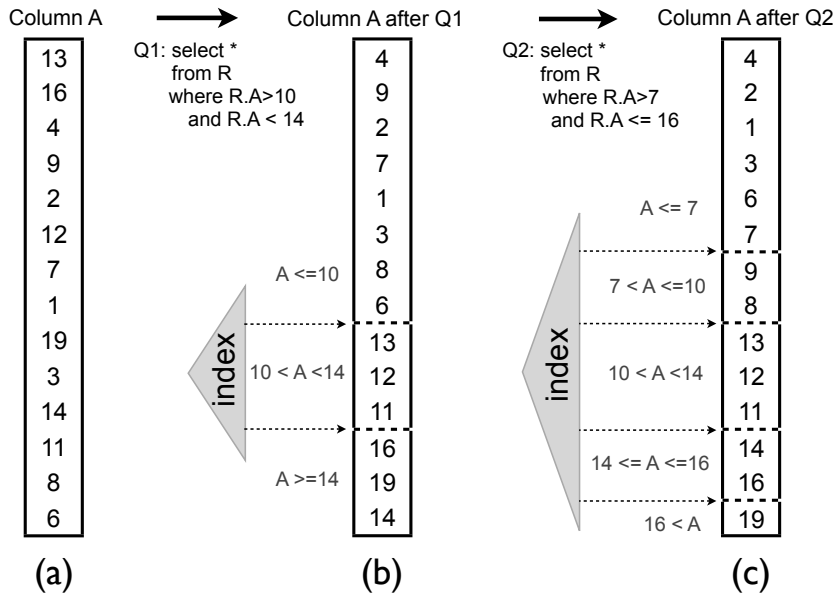 Column A
13
16
4
9
2
12
7
1
19
3
14
11
8
6
(a)
Q1: select *
from R
where R.A>10
and R.A < 14
Column A after Q1
4
9
2
7
1
3
8
6
13
12
11
16
19
14
index
A <=10
10 < A <14
A >=14
(b)
Q2: select *
from R
where R.A>7
and R.A <= 16
Column A after Q2
4
2
1
3
6
7
9
8
13
12
11
14
16
19
index
A <= 7
7 < A <=10
10 < A <14
14 <= A <=16
16 < A
(c)